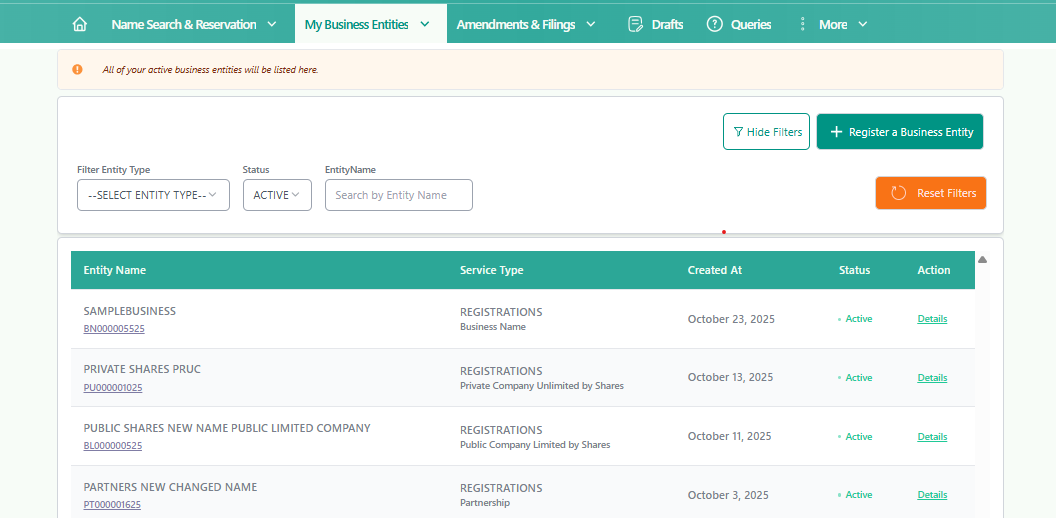 Name Search & Reservation My Business Entities Amendments & Filings Drafts Queries More
All of your active business entities will be listed here.
Hide Filters + Register a Business Entity
Filter Entity Type Status EntityName
--SELECT ENTITY TYPE-- ACTIVE Search by Entity Name Reset Filters
Entity Name Service Type Created At Status Action
SAMPLEBUSINESS REGISTRATIONS October 23, 2025 Active Details
BN000005525 Business Name
PRIVATE SHARES PRUC REGISTRATIONS October 13, 2025 Active Details
PU000001025 Private Company Unlimited by Shares
PUBLIC SHARES NEW NAME PUBLIC LIMITED COMPANY REGISTRATIONS October 11, 2025 Active Details
BL000000525 Public Company Limited by Shares
PARTNERS NEW CHANGED NAME REGISTRATIONS October 3, 2025 Active Details
PT000001625 Partnership